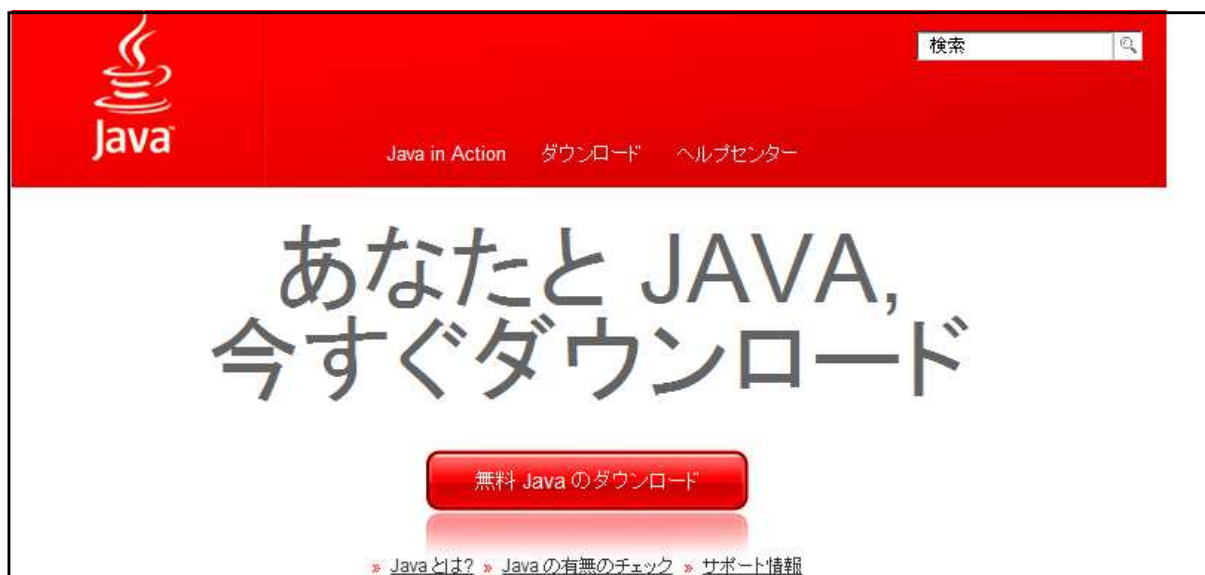 検索
Java
Java in Action ダウンロード ヘルプセンター
あなたと JAVA,
今すぐダウンロード
無料 Java のダウンロード
» Java とは? » Java の有無のチェック » サポート情報